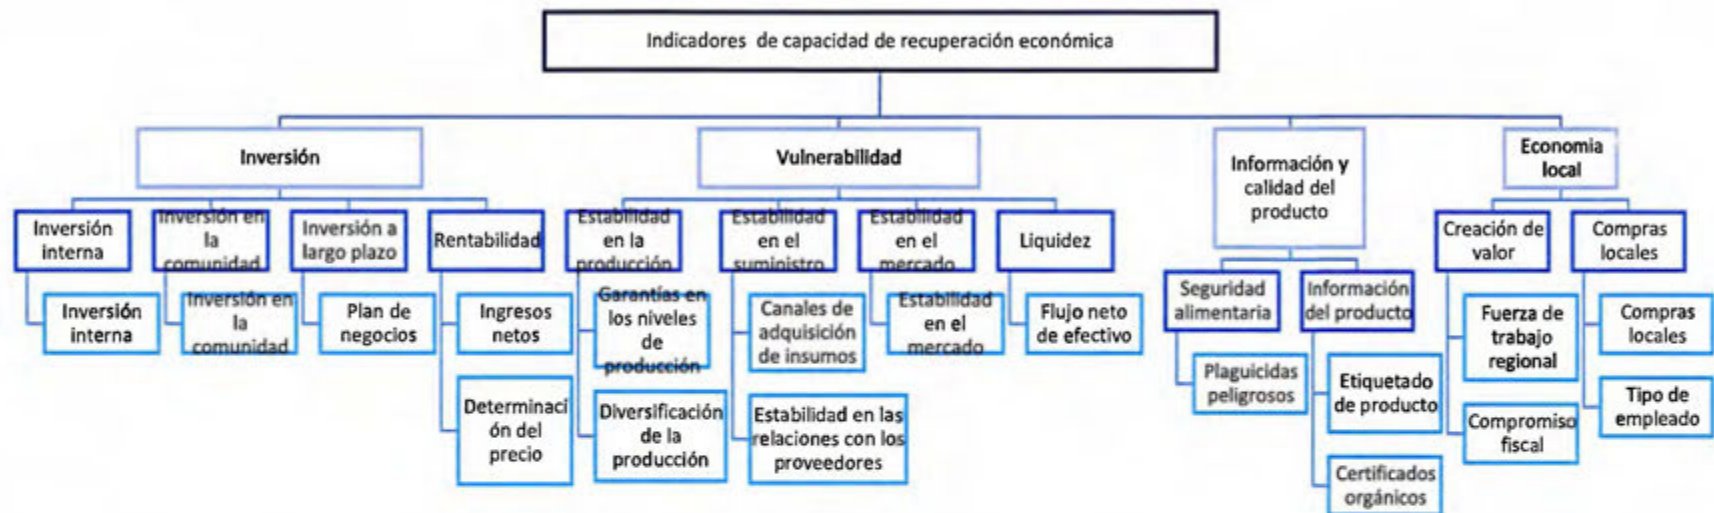 Indicadores de capacidad de recuperación económica
Inversión
Vulnerabilidad
Información y
calidad del
producto
Economia
local
Inversión
interna
Inversión en
la
comunidad
Inversión a
largo plazo
Rentabilidad
Estabilidad
en la
producción
Estabilidad
en el
suministro
Estabilidad
en el
mercado
Liquidez
Seguridad
alimentaria
Información
del producto
Creación de
valor
Compras
locales
Inversión
interna
Inversión en
la
comunidad
Plan de
negocios
Ingresos
netos
Determinaci
ón del
precio
Garantías en
los niveles
de
producción
Diversificación
de la
producción
Canales de
adquisición
de insumos
Estabilidad en las
relaciones con los
proveedores
Estabilidad
en el
mercado
Flujo neto
de efectivo
Plaguicidas
peligrosos
Etiquetado
de producto
Certificados
orgánicos
Fuerza de
trabajo
regional
Compromiso
fiscal
Compras
locales
Tipo de
empleado